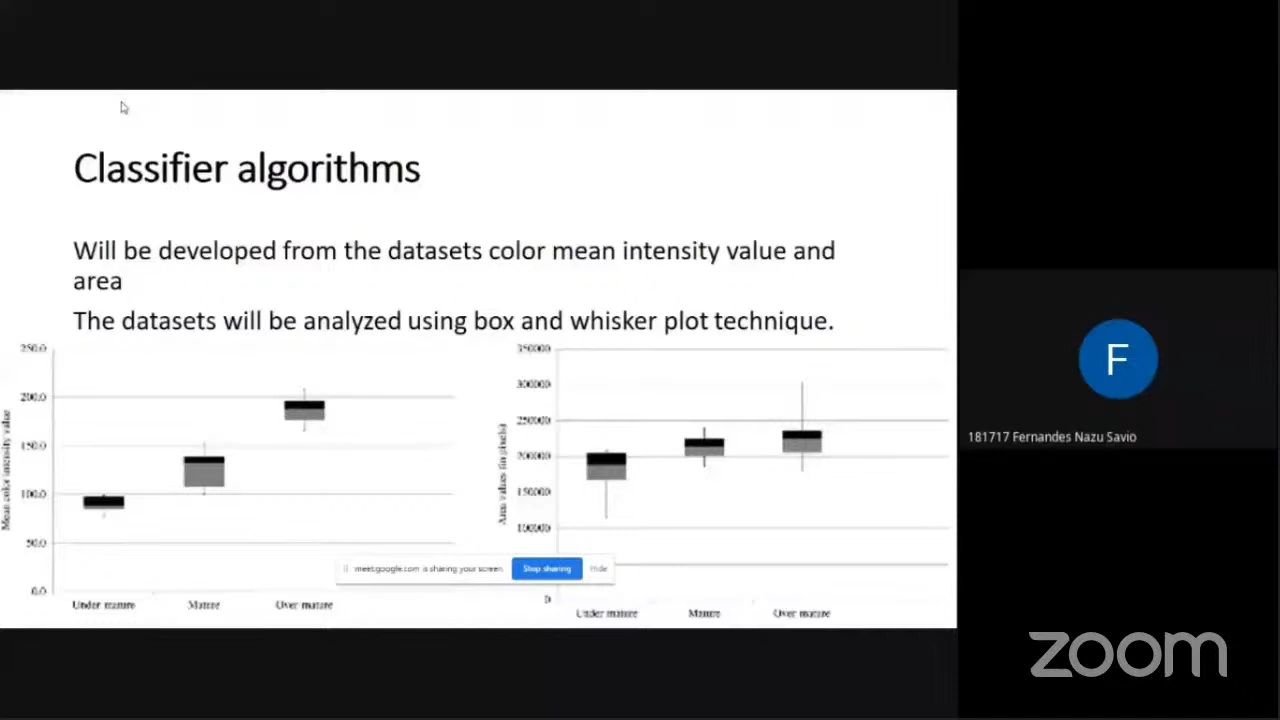 Classifier algorithms
Will be developed from the datasets color mean intensity value and
area
The datasets will be analyzed using box and whisker plot technique.
250.0
200.0
150.0
100.0
50.0
0.0
Mean color intensity value
Under mature
Mature
Over mature
350000
300000
250000
200000
150000
100000
0
Area values (in pixels)
Under mature
Mature
Over mature
meet.google.com is sharing your screen.
Stop sharing
Hide
F
181717 Fernandes Nazu Savio
zoom